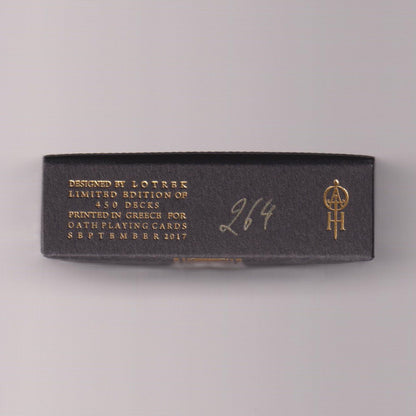 DESIGNED BY LOTREK
LIMITED EDITION OF
450 DECKS
PRINTED IN GREECE FOR
OATH PLAYING CARDS
SEPTEMBER 2017
264